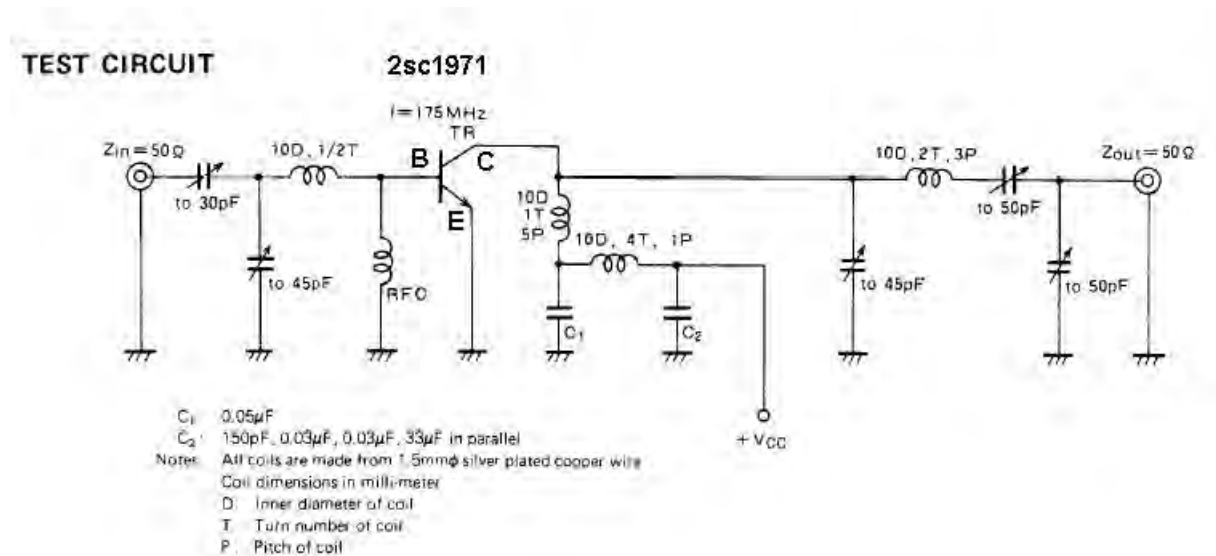 TEST CIRCUIT
2sc1971
f=175MHz
TR
Zin=50Ω
10D, 1/2T
B
C
E
to 30pF
to 45pF
RFC
10D
1T
5P
10D, 4T, 1P
C₁
C₂
+VCC
10D, 2T, 3P
Zout=50Ω
to 50pF
to 45pF
to 50pF
C₁ 0.05μF
C₂ 150pF, 0.03μF, 0.03μF, 33μF in parallel
Notes All coils are made from 1.5mmφ silver plated copper wire
Coil dimensions in milli-meter
D Inner diameter of coil
T Turn number of coil
P Pitch of coil